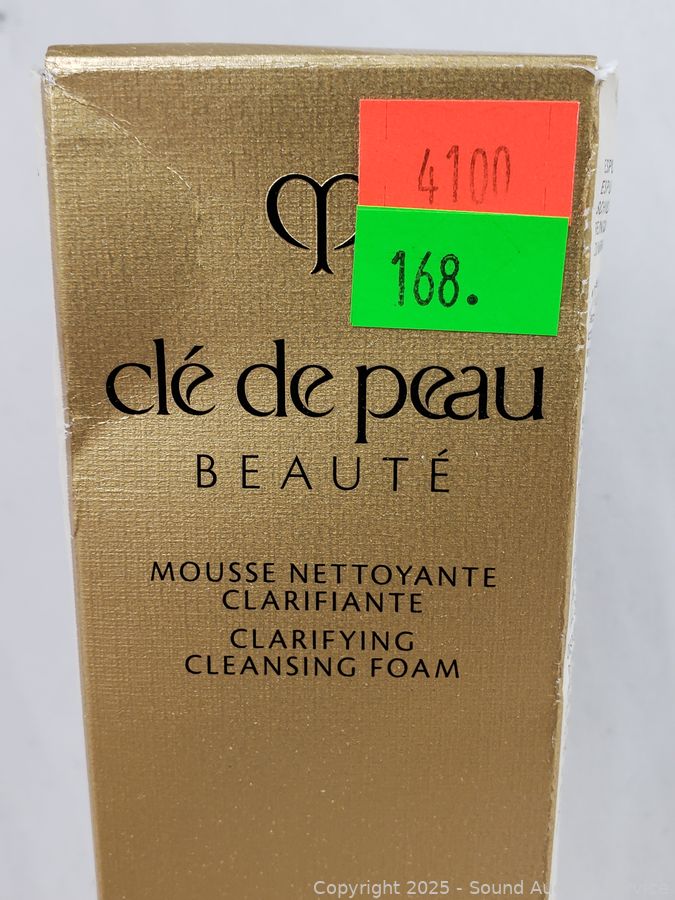 4100
168.
clé de peau
BEAUTÉ
MOUSSE NETTOYANTE
CLARIFIANTE
CLARIFYING
CLEANSING FOAM
Copyright 2025 - Sound